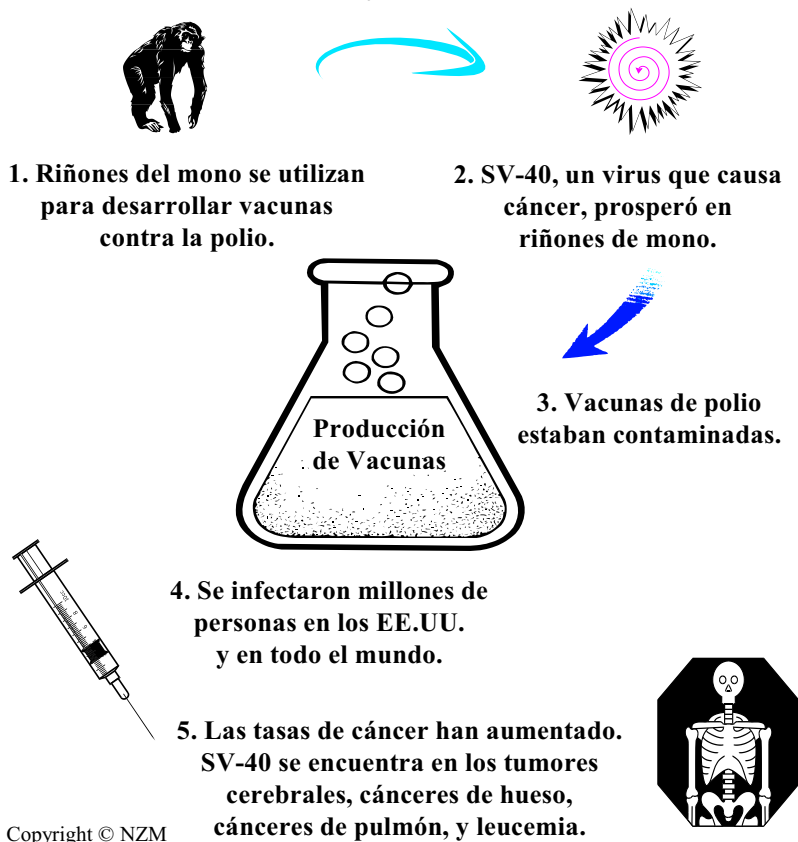 1. Riñones del mono se utilizan
para desarrollar vacunas
contra la polio.
2. SV-40, un virus que causa
cáncer, prosperó en
riñones de mono.
3. Vacunas de polio
estaban contaminadas.
Producción
de Vacunas
4. Se infectaron millones de
personas en los EE.UU.
y en todo el mundo.
5. Las tasas de cáncer han aumentado.
SV-40 se encuentra en los tumores
cerebrales, cánceres de hueso,
cánceres de pulmón, y leucemia.
Copyright © NZM